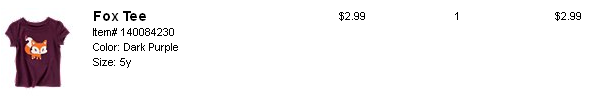 Fox Tee $2.99 1 $2.99
Item# 140084230
Color: Dark Purple
Size: 5y